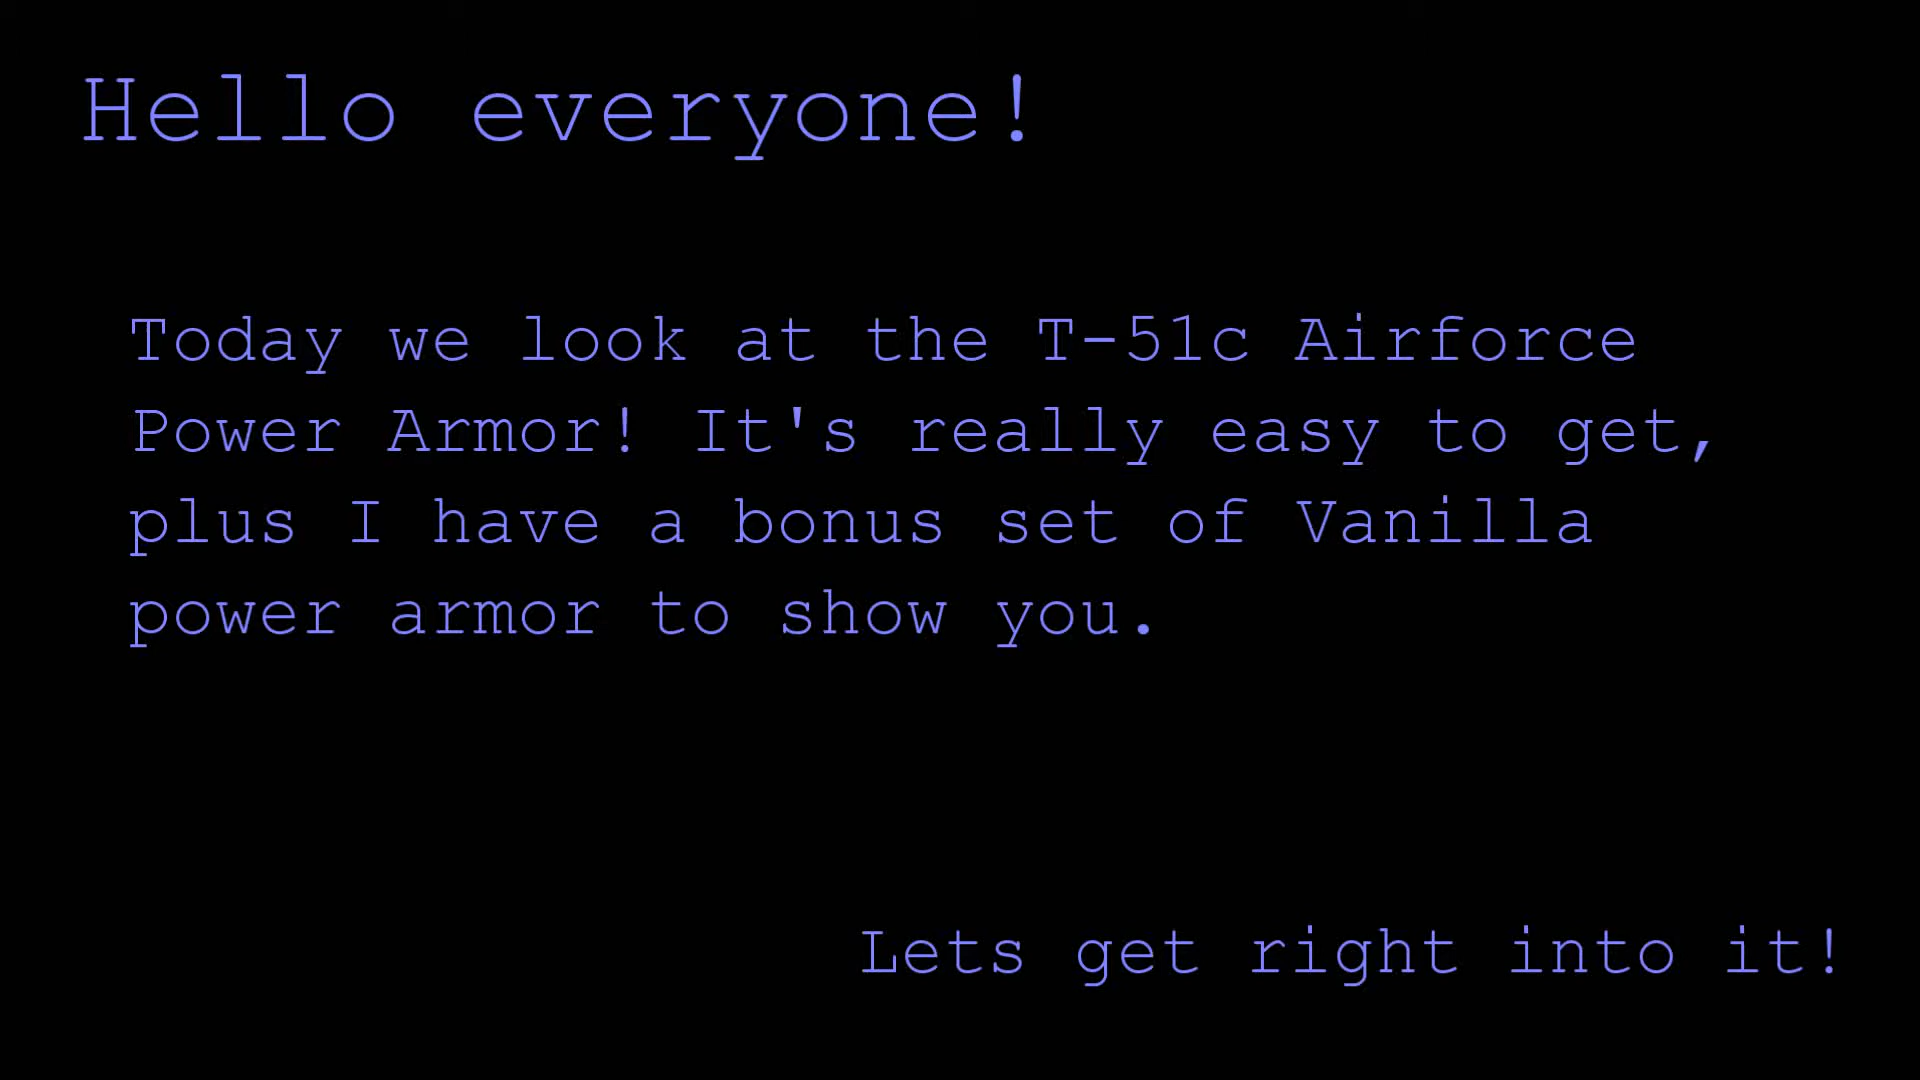 Hello everyone!
Today we look at the T-51c Airforce
Power Armor! It's really easy to get,
plus I have a bonus set of Vanilla
power armor to show you.
Lets get right into it!